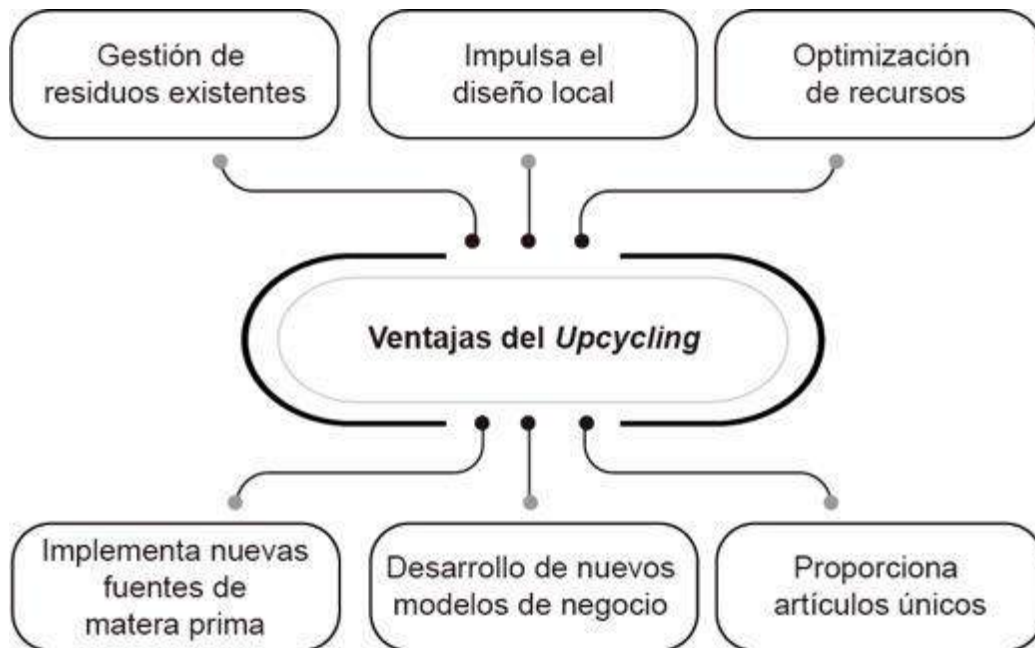 Gestión de
residuos existentes
Impulsa el
diseño local
Optimización
de recursos
Ventajas del Upcycling
Implementa nuevas
fuentes de
matera prima
Desarrollo de nuevos
modelos de negocio
Proporciona
artículos únicos